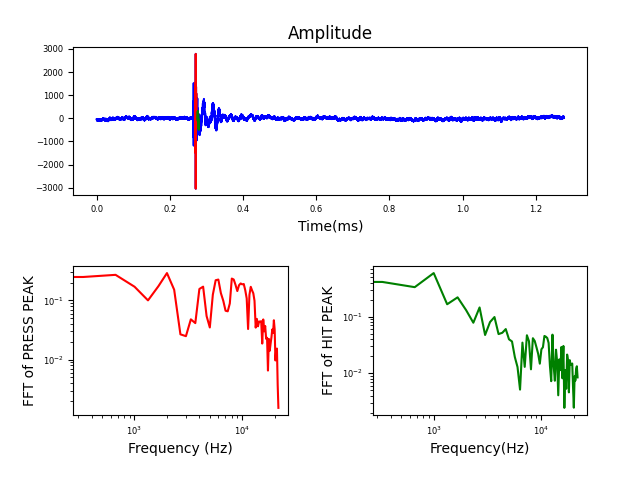 Amplitude
3000
2000
1000
0
−1000
−2000
−3000
0.0 0.2 0.4 0.6 0.8 1.0 1.2
Time(ms)
FFT of PRESS PEAK
10⁻¹
10⁻²
10³ 10⁴
Frequency (Hz)
FFT of HIT PEAK
10⁻¹
10⁻²
10³ 10⁴
Frequency(Hz)